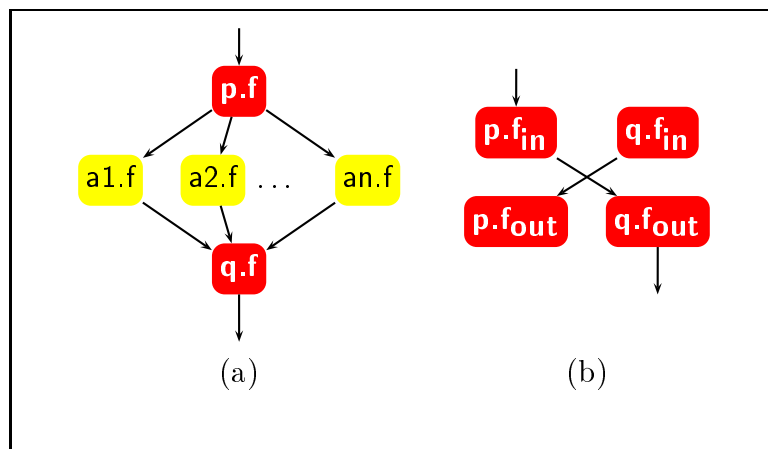 p.f
a1.f a2.f ... an.f
q.f
(a)
p.f_in q.f_in
p.f_out q.f_out
(b)